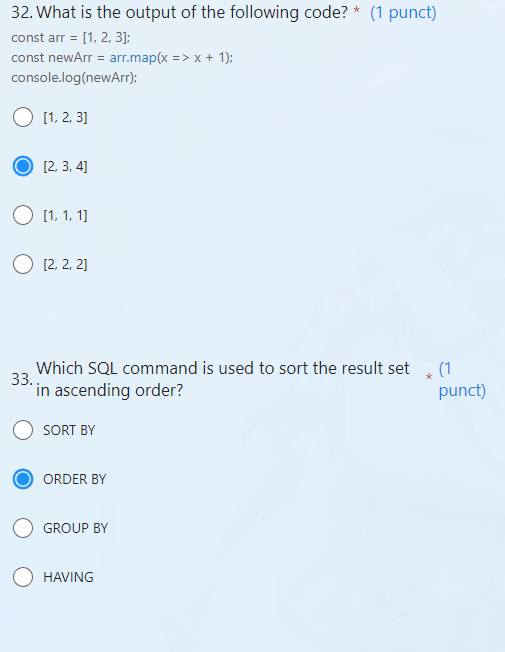 32. What is the output of the following code? * (1 punct)
const arr = [1, 2, 3];
const newArr = arr.map(x => x + 1);
console.log(newArr);
[1, 2, 3]
[2, 3, 4]
[1, 1, 1]
[2, 2, 2]
33. Which SQL command is used to sort the result set * (1
in ascending order? punct)
SORT BY
ORDER BY
GROUP BY
HAVING